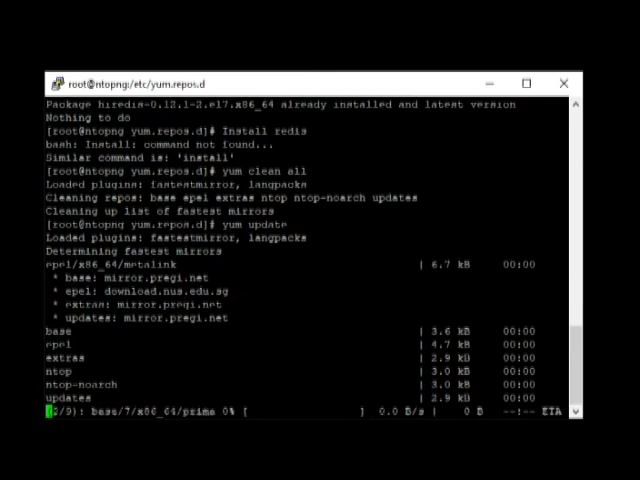 root@ntopng:/etc/yum.repos.d
Package hiredis-0.12.1-2.el7.x86_64 already installed and latest version
Nothing to do
[root@ntopng yum.repos.d]# Install redis
bash: Install: command not found...
Similar command is: 'install'
[root@ntopng yum.repos.d]# yum clean all
Loaded plugins: fastestmirror, langpacks
Cleaning repos: base epel extras ntop ntop-noarch updates
Cleaning up list of fastest mirrors
[root@ntopng yum.repos.d]# yum update
Loaded plugins: fastestmirror, langpacks
Determining fastest mirrors
epel/x86_64/metalink | 6.7 kB 00:00
* base: mirror.pregi.net
* epel: download.nus.edu.sg
* extras: mirror.pregi.net
* updates: mirror.pregi.net
base | 3.6 kB 00:00
epel | 4.7 kB 00:00
extras | 2.9 kB 00:00
ntop | 3.0 kB 00:00
ntop-noarch | 3.0 kB 00:00
updates | 2.9 kB 00:00
(2/9): base/7/x86_64/prima 0% [ ] 0.0 B/s | 0 B --:-- ETA